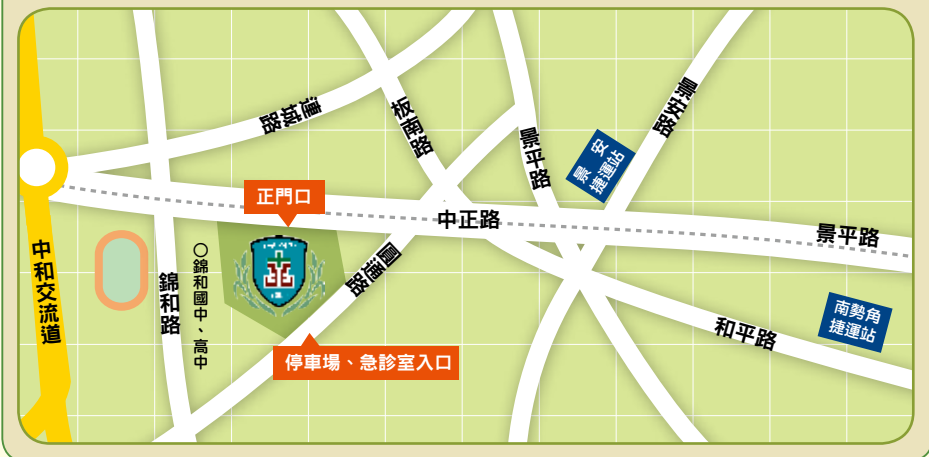 連城路
板南路
景平路
景安路
景安
捷運站
正門口
中正路
景平路
中和交流道
錦和路
〇錦和國中、高中
圓通路
停車場、急診室入口
南勢角
捷運站
和平路